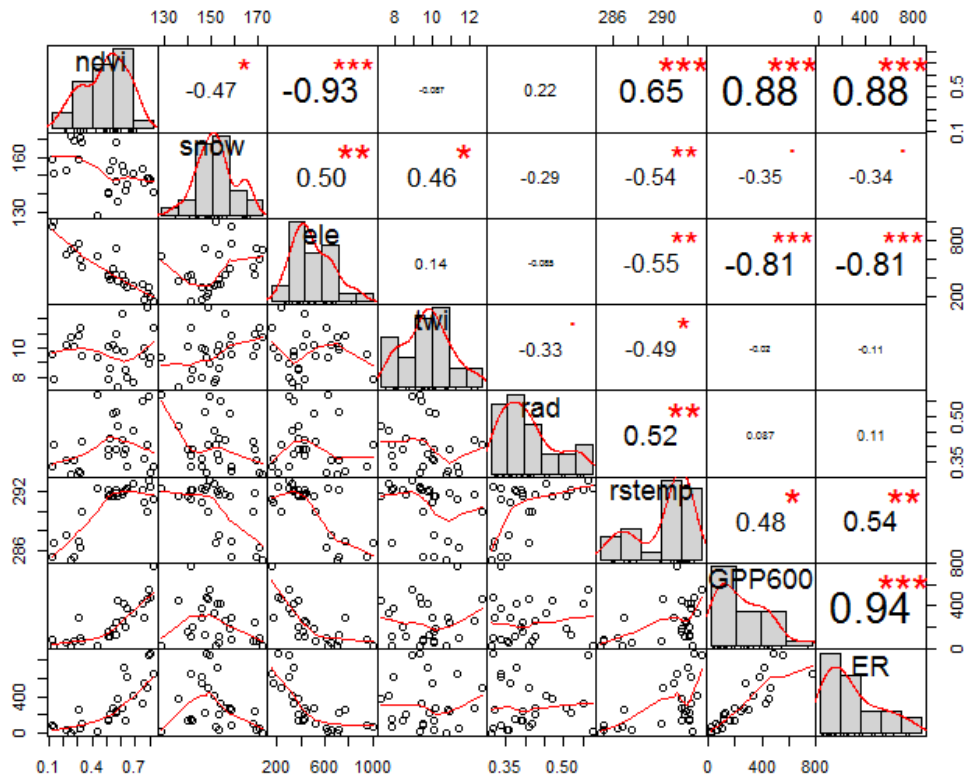 130 150 170 8 10 12 286 290 0 400 800
* *** *** *** ***
ndvi -0.47 -0.93 -0.087 0.22 0.65 0.88 0.88 0.5
0.1
160 ** * ** . .
snow 0.50 0.46 -0.29 -0.54 -0.35 -0.34
130
** *** *** 800
ele 0.14 -0.55 -0.81 -0.81
200
. *
10 twi -0.33 -0.49 -0.02 -0.11
8
** 0.50
rad 0.52 0.087 0.11
0.35
292 * **
rstemp 0.48 0.54
286
800
GPP600 *** 400
0.94
0
400 ER
0
0.1 0.4 0.7 200 600 1000 0.35 0.50 0 400 800